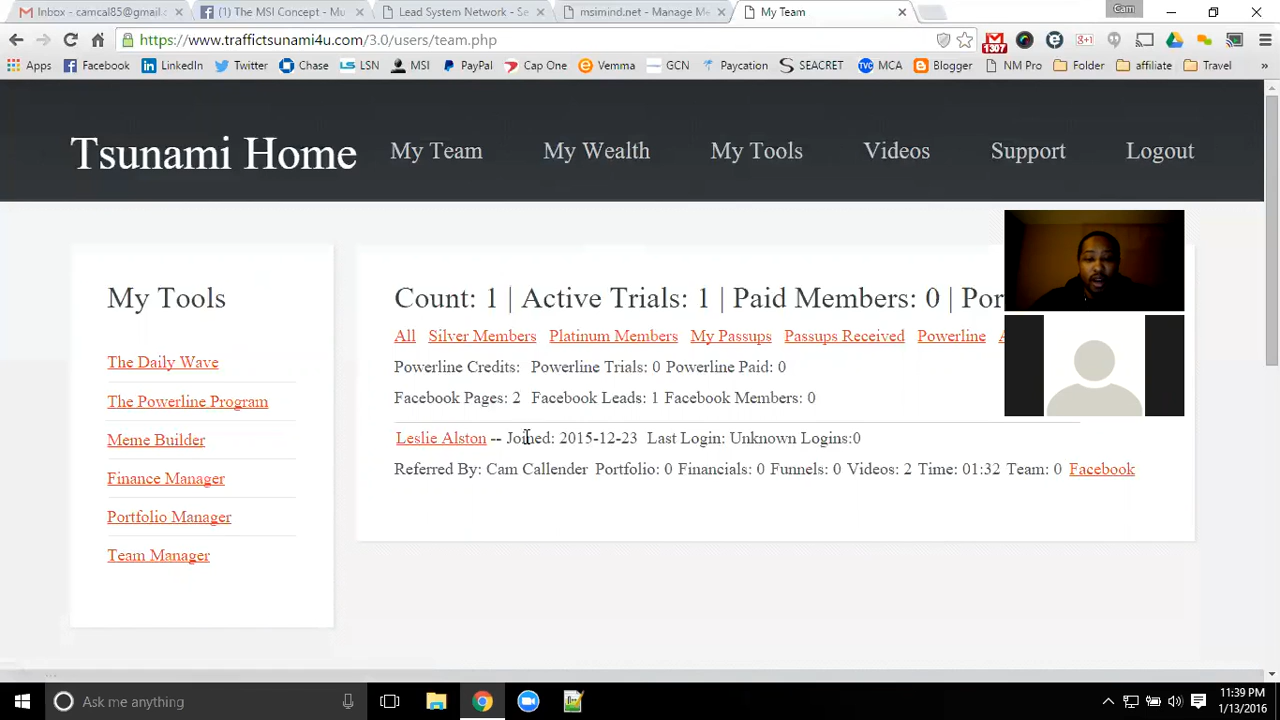 Inbox - camcal85@gmail.c
(1) The MSI Concept - Mu
Lead System Network - Se
msimind.net - Manage M
My Team
Cam
https://www.traffictsunami4u.com/3.0/users/team.php
1307
Apps Facebook LinkedIn Twitter Chase LS LSN MSI PayPal Cap One Vemma GCN Paycation SEACRET TVC MCA Blogger NM Pro Folder affiliate Travel
Tsunami Home My Team My Wealth My Tools Videos Support Logout
My Tools
The Daily Wave
The Powerline Program
Meme Builder
Finance Manager
Portfolio Manager
Team Manager
Count: 1 | Active Trials: 1 | Paid Members: 0 | Por
All Silver Members Platinum Members My Passups Passups Received Powerline
Powerline Credits: Powerline Trials: 0 Powerline Paid: 0
Facebook Pages: 2 Facebook Leads: 1 Facebook Members: 0
Leslie Alston -- Joined: 2015-12-23 Last Login: Unknown Logins:0
Referred By: Cam Callender Portfolio: 0 Financials: 0 Funnels: 0 Videos: 2 Time: 01:32 Team: 0 Facebook
Ask me anything
11:39 PM
1/13/2016